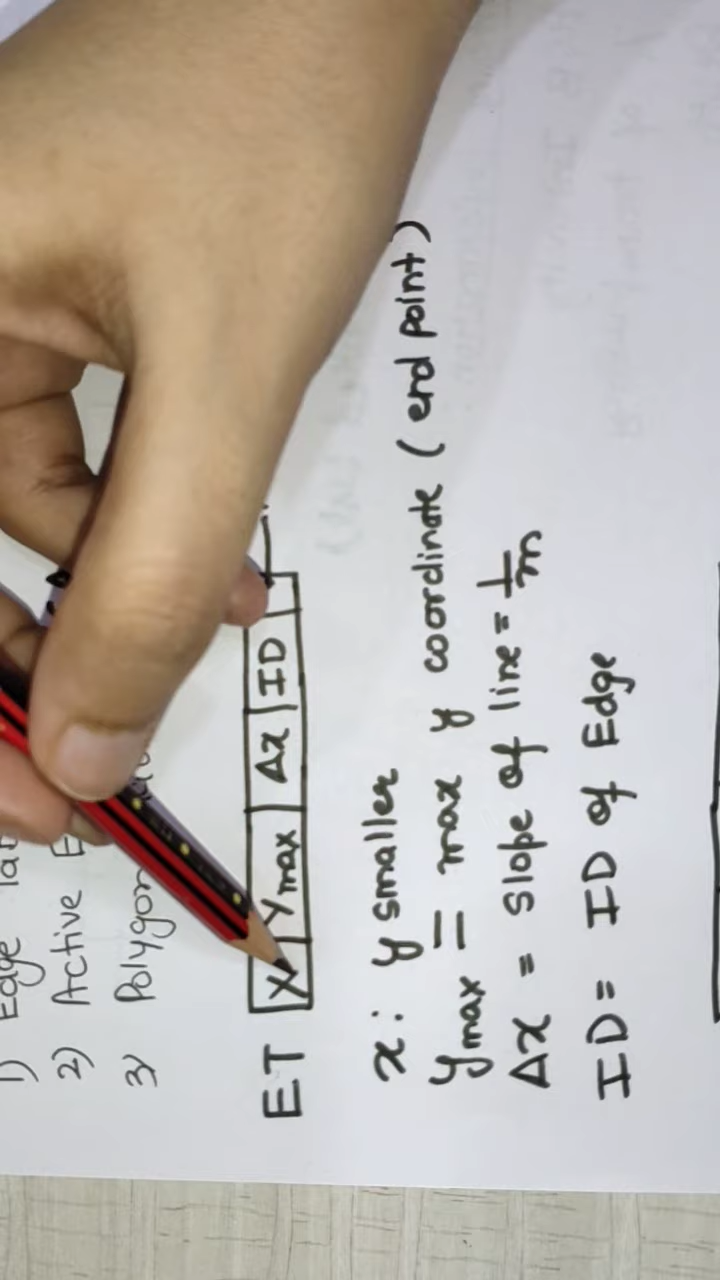 1) Edge
2) Active
3) Polygon
ET X Ymax Δx ID
x: y smaller
ymax = max y coordinate (end point)
Δx = slope of line = 1/m
ID = ID of Edge